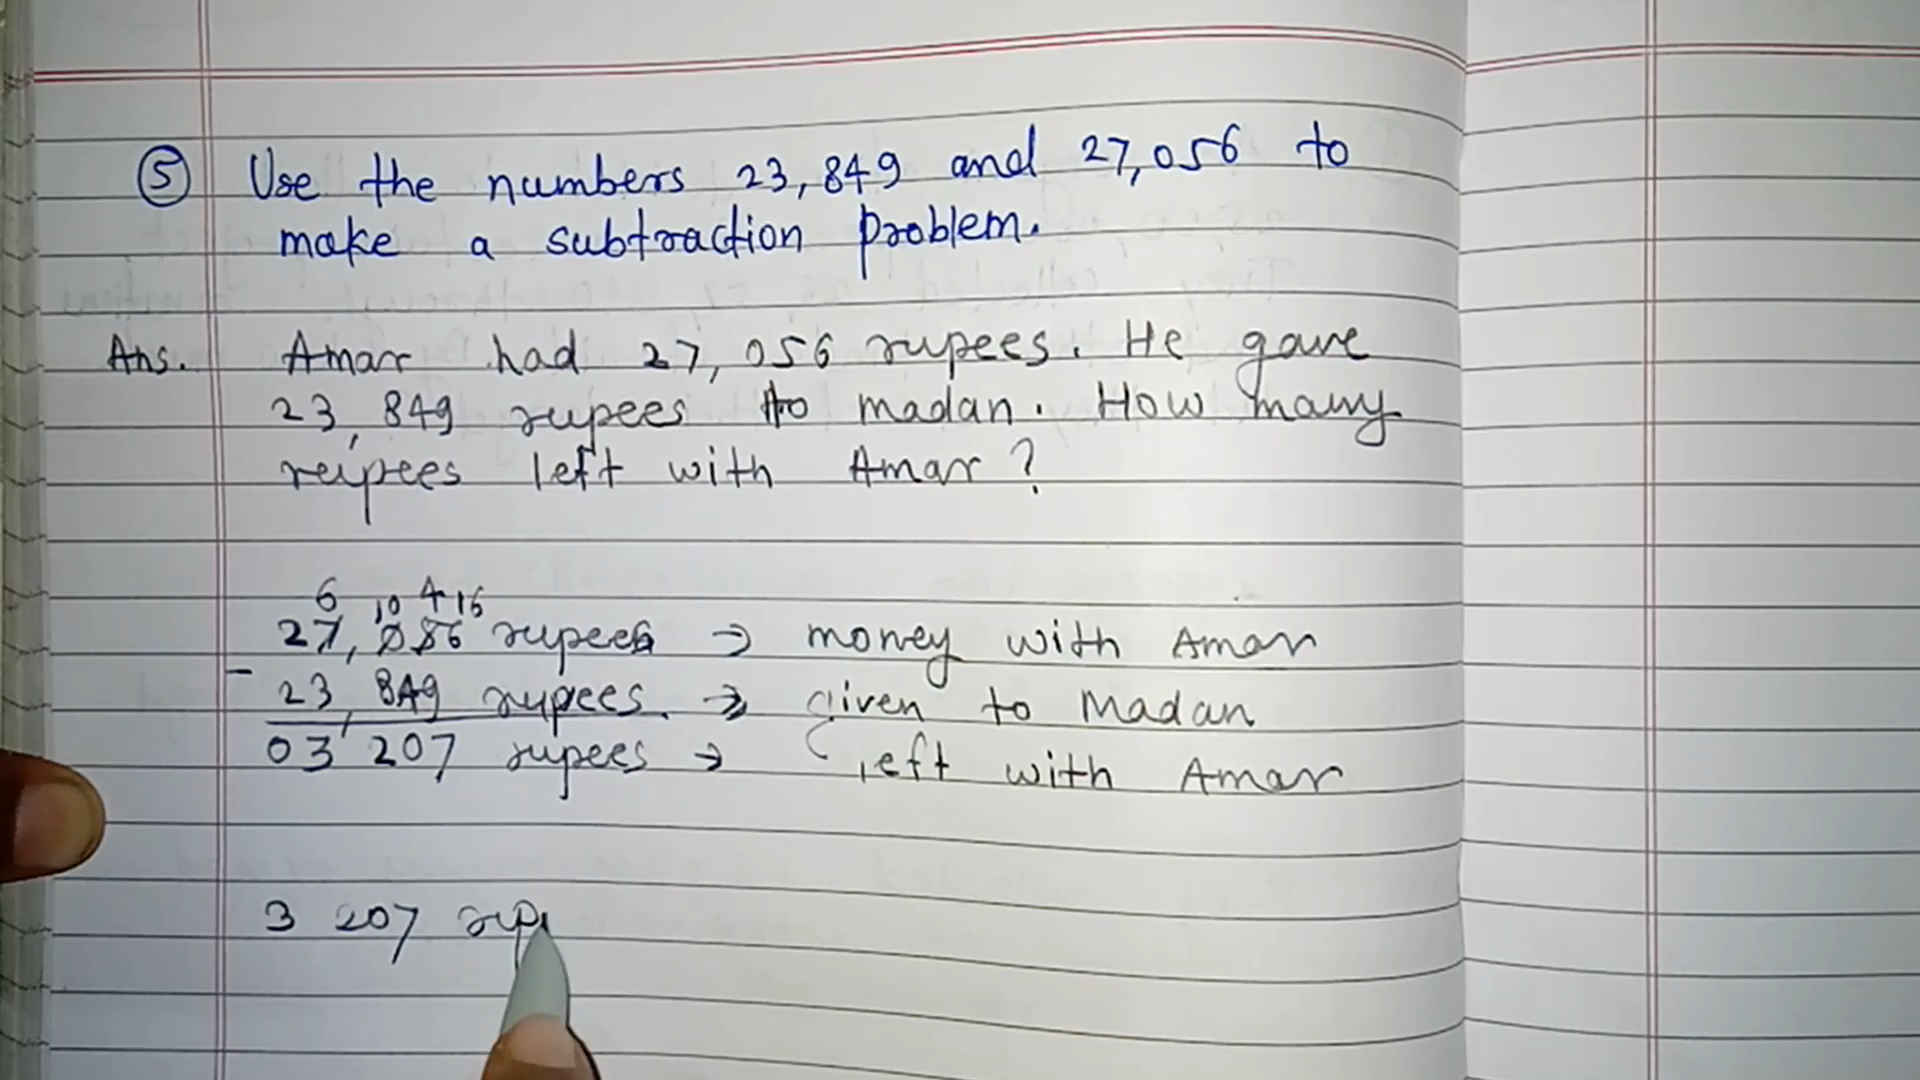 ⑤ Use the numbers 23,849 and 27,056 to
make a subtraction problem.
Ans. Amar had 27,056 rupees. He gave
23,849 rupees to madan. How many
rupees left with Amar?
6 10 4 16
27,056 rupees → money with Amar
- 23,849 rupees. → given to Madan
03,207 rupees → left with Amar
3 207 rup